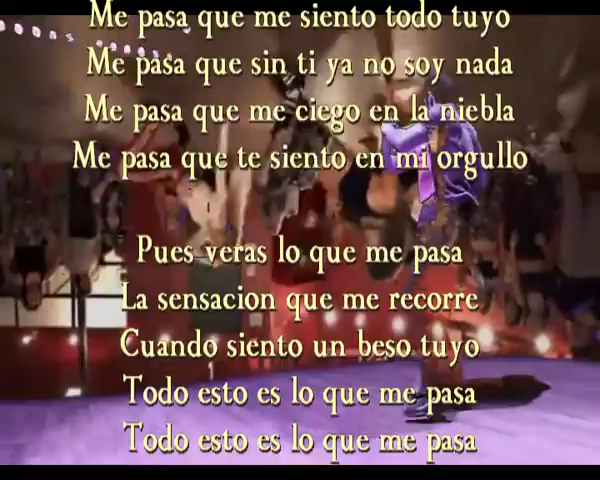 Me pasa que me siento todo tuyo
Me pasa que sin ti ya no soy nada
Me pasa que me ciego en la niebla
Me pasa que te siento en mi orgullo
Pues veras lo que me pasa
La sensacion que me recorre
Cuando siento un beso tuyo
Todo esto es lo que me pasa
Todo esto es lo que me pasa